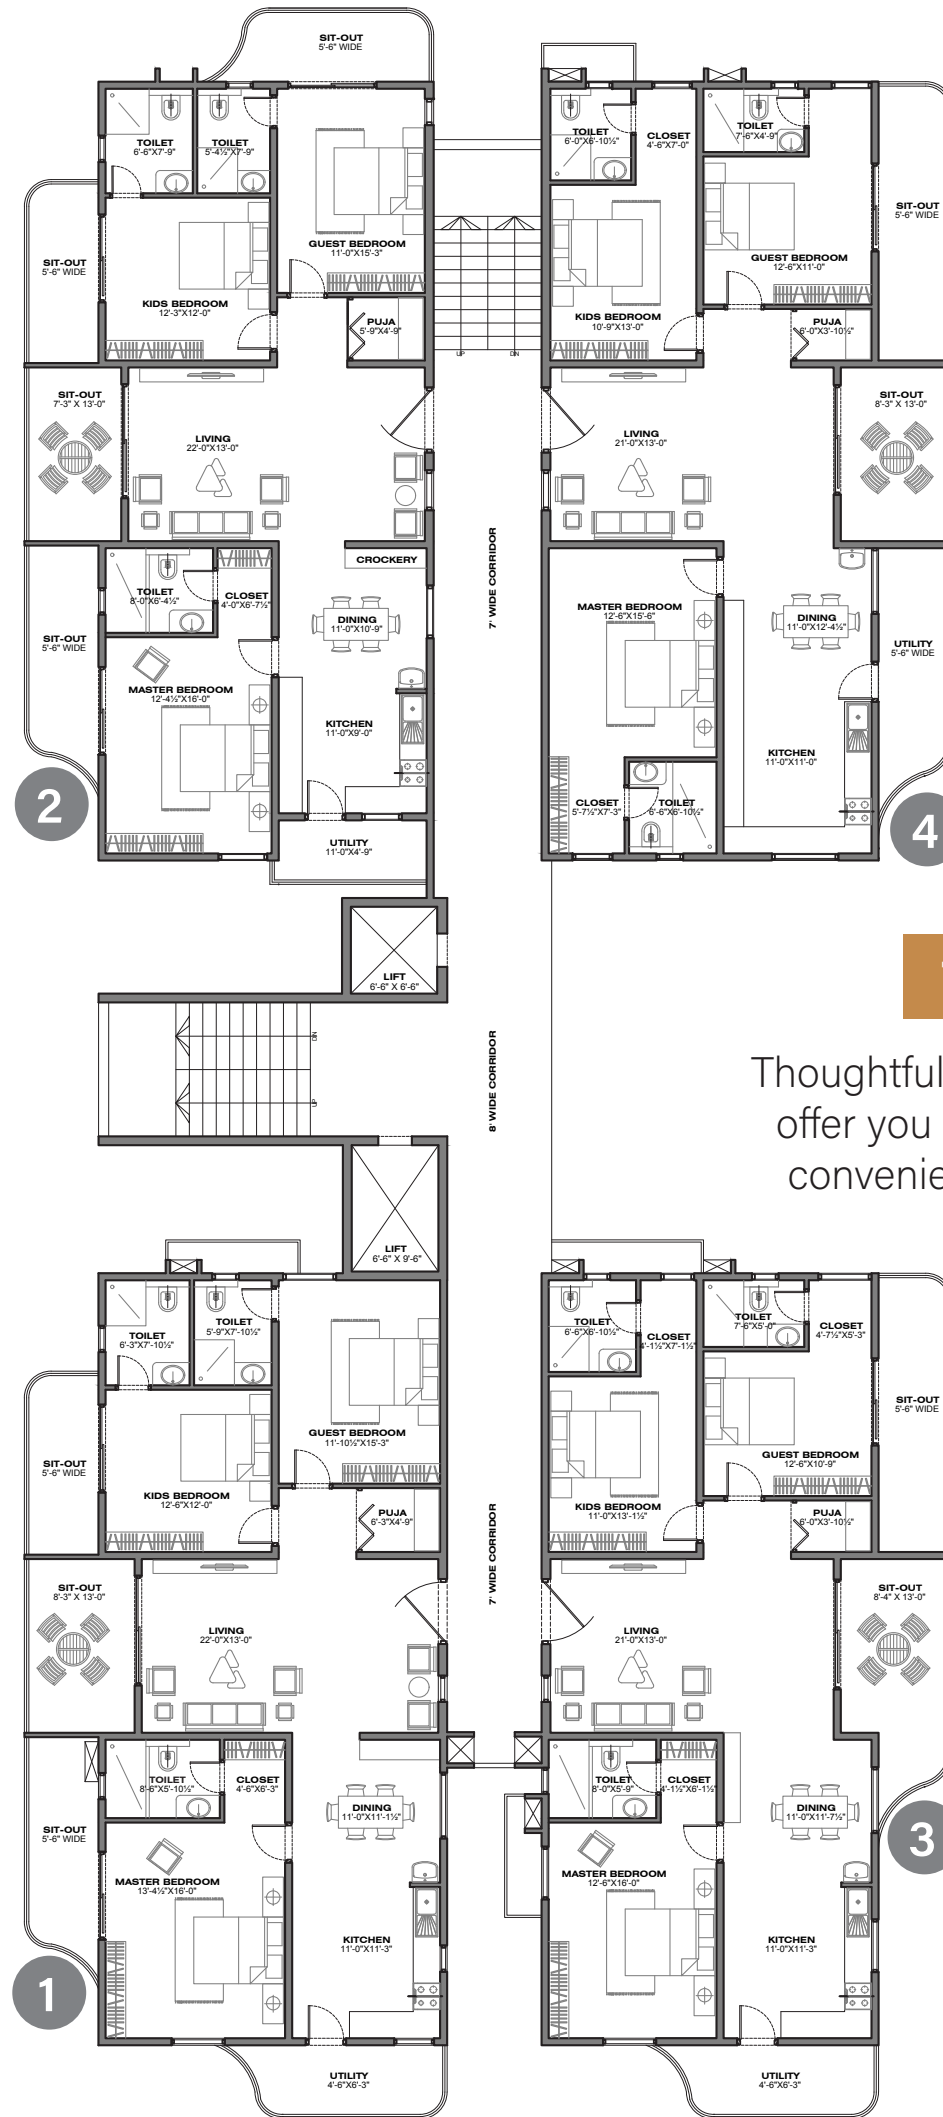 SIT-OUT
5'-6" WIDE
TOILET
6'-6"X7'-9"
TOILET
5'-4½"X7'-9"
GUEST BEDROOM
11'-0"X15'-3"
SIT-OUT
5'-6" WIDE
KIDS BEDROOM
12'-3"X12'-0"
PUJA
5'-9"X4'-9"
UP
DN
SIT-OUT
7'-3" X 13'-0"
LIVING
22'-0"X13'-0"
CROCKERY
TOILET
8'-0"X6'-4½"
CLOSET
4'-0"X6'-7½"
DINING
11'-0"X10'-9"
SIT-OUT
5'-6" WIDE
MASTER BEDROOM
12'-4½"X16'-0"
KITCHEN
11'-0"X9'-0"
2
UTILITY
11'-0"X4'-9"
7' WIDE CORRIDOR
TOILET
6'-0"X6'-10½"
CLOSET
4'-6"X7'-0"
TOILET
7'-6"X4'-9"
SIT-OUT
5'-6" WIDE
GUEST BEDROOM
12'-6"X11'-0"
KIDS BEDROOM
10'-9"X13'-0"
PUJA
6'-0"X3'-10½"
SIT-OUT
8'-3" X 13'-0"
LIVING
21'-0"X13'-0"
MASTER BEDROOM
12'-6"X15'-6"
DINING
11'-0"X12'-4½"
UTILITY
5'-6" WIDE
KITCHEN
11'-0"X11'-0"
CLOSET
5'-7½"X7'-3"
TOILET
6'-6"X6'-10½"
4
LIFT
6'-6" X 6'-6"
DN
UP
8' WIDE CORRIDOR
Thoughtful
offer you
convenie
LIFT
6'-6" X 9'-6"
TOILET
6'-3"X7'-10½"
TOILET
5'-9"X7'-10½"
GUEST BEDROOM
11'-10½"X15'-3"
SIT-OUT
5'-6" WIDE
KIDS BEDROOM
12'-6"X12'-0"
PUJA
6'-3"X4'-9"
SIT-OUT
8'-3" X 13'-0"
LIVING
22'-0"X13'-0"
TOILET
8'-6"X5'-10½"
CLOSET
4'-6"X6'-3"
DINING
11'-0"X11'-1½"
SIT-OUT
5'-6" WIDE
MASTER BEDROOM
13'-4½"X16'-0"
KITCHEN
11'-0"X11'-3"
1
UTILITY
4'-6"X6'-3"
7' WIDE CORRIDOR
TOILET
6'-6"X6'-10½"
CLOSET
4'-1½"X7'-1½"
TOILET
7'-6"X5'-0"
CLOSET
4'-7½"X5'-3"
SIT-OUT
5'-6" WIDE
GUEST BEDROOM
12'-6"X10'-9"
KIDS BEDROOM
11'-0"X13'-1½"
PUJA
6'-0"X3'-10½"
SIT-OUT
8'-4" X 13'-0"
LIVING
21'-0"X13'-0"
TOILET
8'-0"X5'-9"
CLOSET
4'-1½"X6'-1½"
DINING
11'-0"X11'-7½"
3
MASTER BEDROOM
12'-6"X16'-0"
KITCHEN
11'-0"X11'-3"
UTILITY
4'-6"X6'-3"